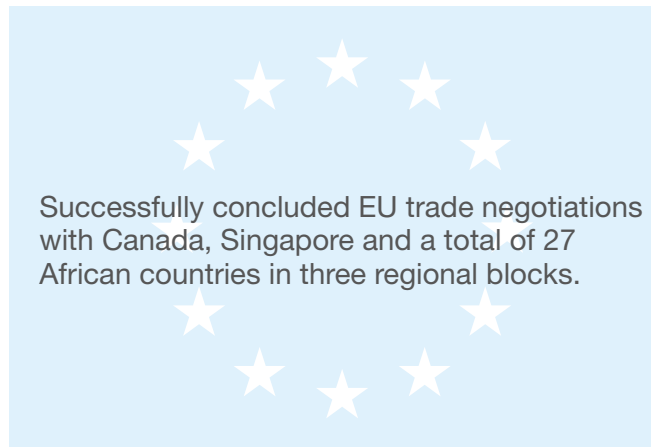 Successfully concluded EU trade negotiations
with Canada, Singapore and a total of 27
African countries in three regional blocks.